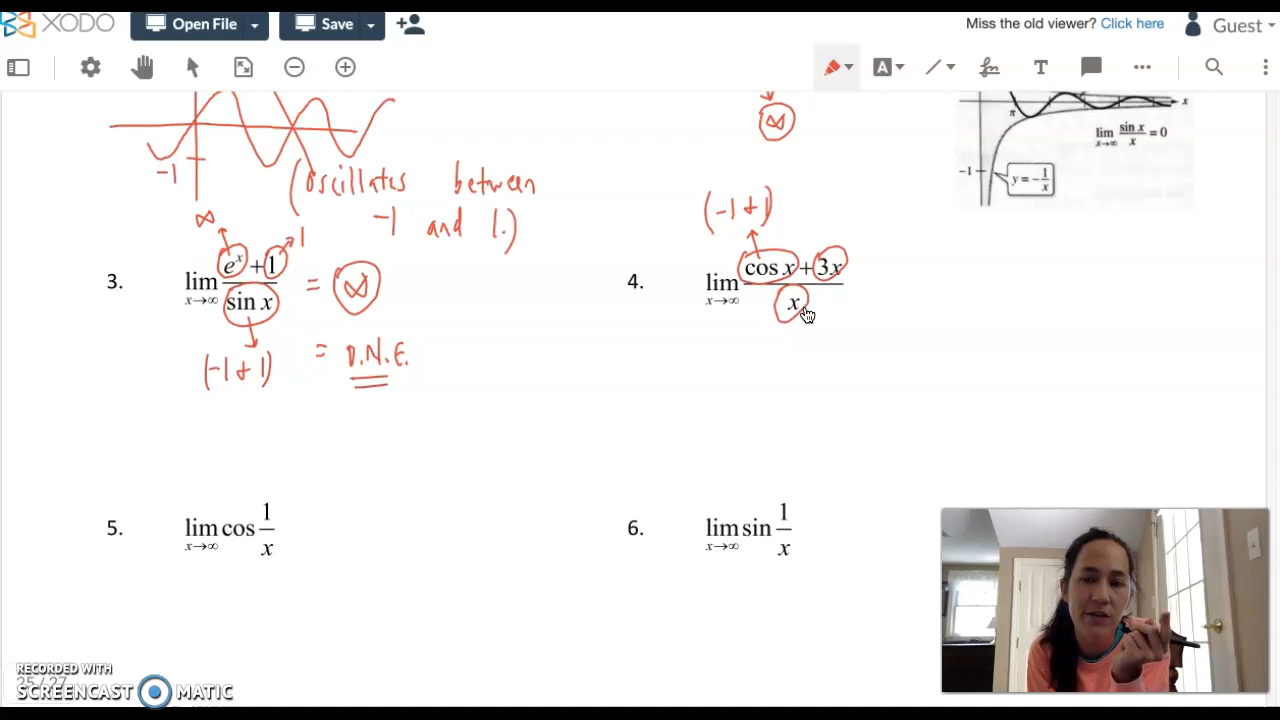 XODO
Open File
Save
Miss the old viewer? Click here
Guest
T
∞
π
x
lim x→∞ sin x / x = 0
-1
y = -1/x
-1
(Oscillates between
-1 and 1.)
∞
1
3. lim x→∞ (e^x + 1) / sin x = ∞
(-1 + 1) = D.N.E.
(-1 + 1)
4. lim x→∞ (cos x + 3x) / x
5. lim x→∞ cos 1/x
6. lim x→∞ sin 1/x
RECORDED WITH
SCREENCAST MATIC